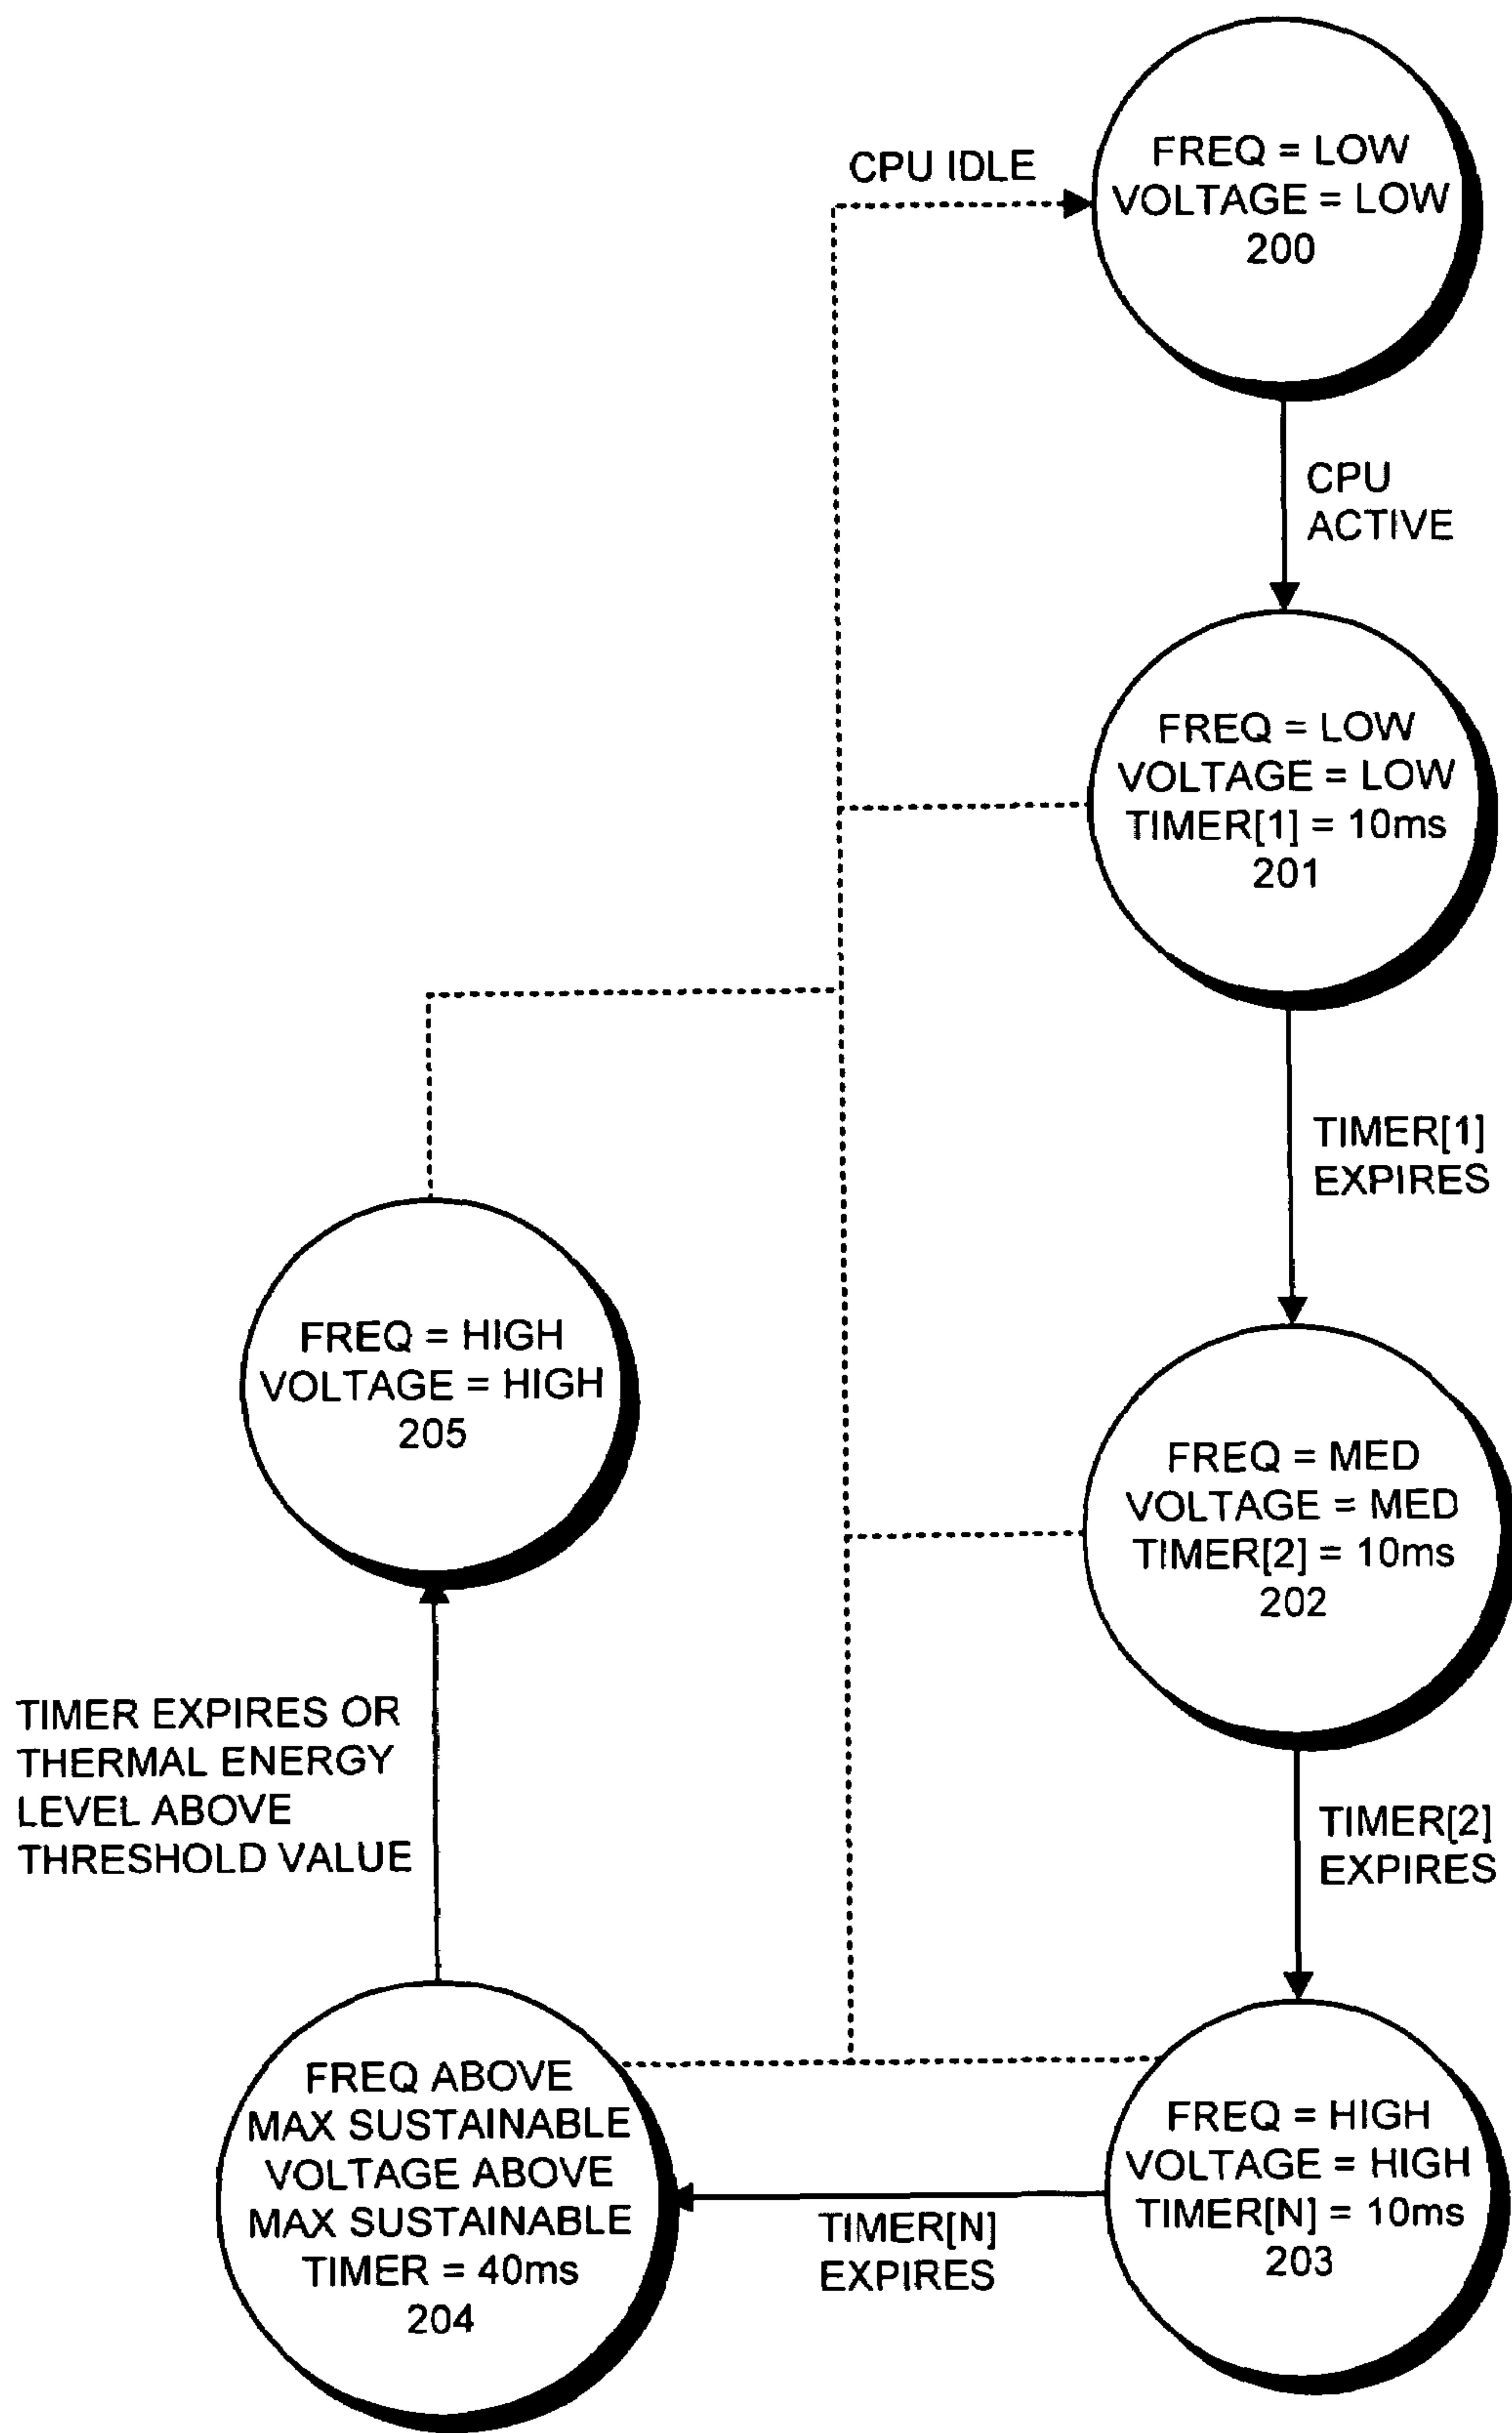 CPU IDLE
FREQ = LOW
VOLTAGE = LOW
200
CPU
ACTIVE
FREQ = LOW
VOLTAGE = LOW
TIMER[1] = 10ms
201
TIMER[1]
EXPIRES
FREQ = HIGH
VOLTAGE = HIGH
205
FREQ = MED
VOLTAGE = MED
TIMER[2] = 10ms
202
TIMER EXPIRES OR
THERMAL ENERGY
LEVEL ABOVE
THRESHOLD VALUE
TIMER[2]
EXPIRES
FREQ ABOVE
MAX SUSTAINABLE
VOLTAGE ABOVE
MAX SUSTAINABLE
TIMER = 40ms
204
TIMER[N]
EXPIRES
FREQ = HIGH
VOLTAGE = HIGH
TIMER[N] = 10ms
203